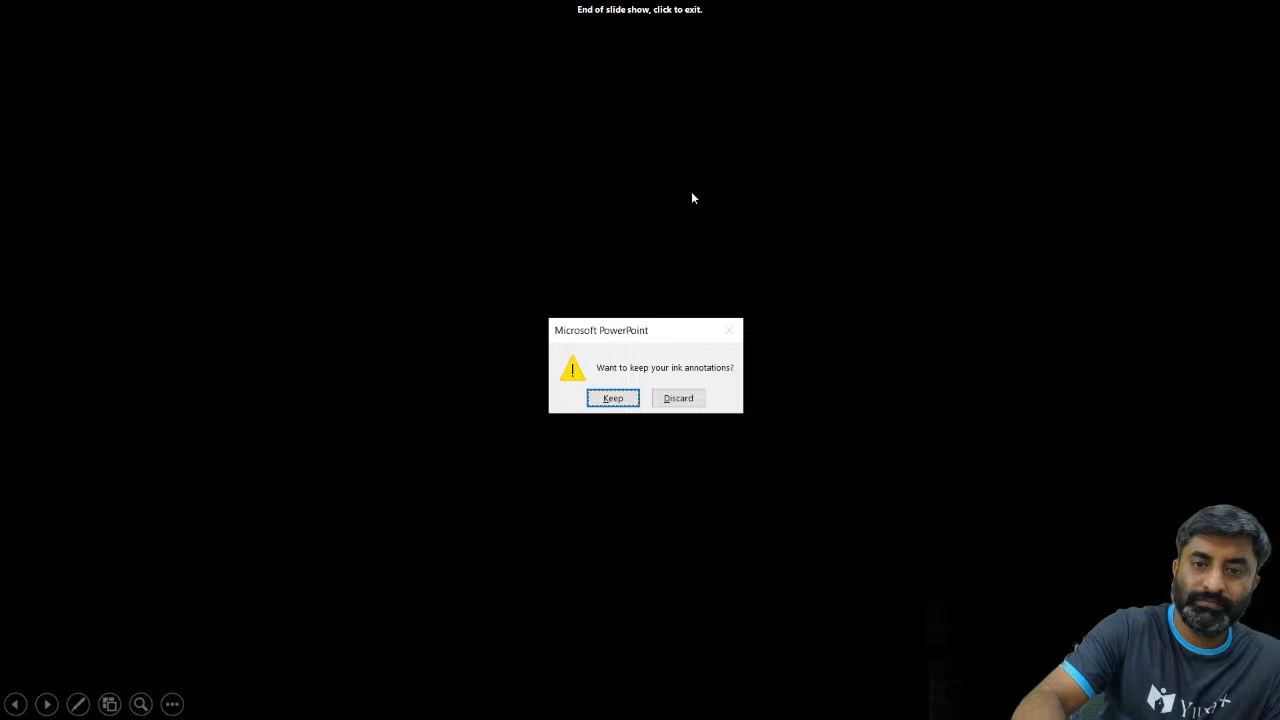 End of slide show, click to exit.
Microsoft PowerPoint
Want to keep your ink annotations?
Keep
Discard